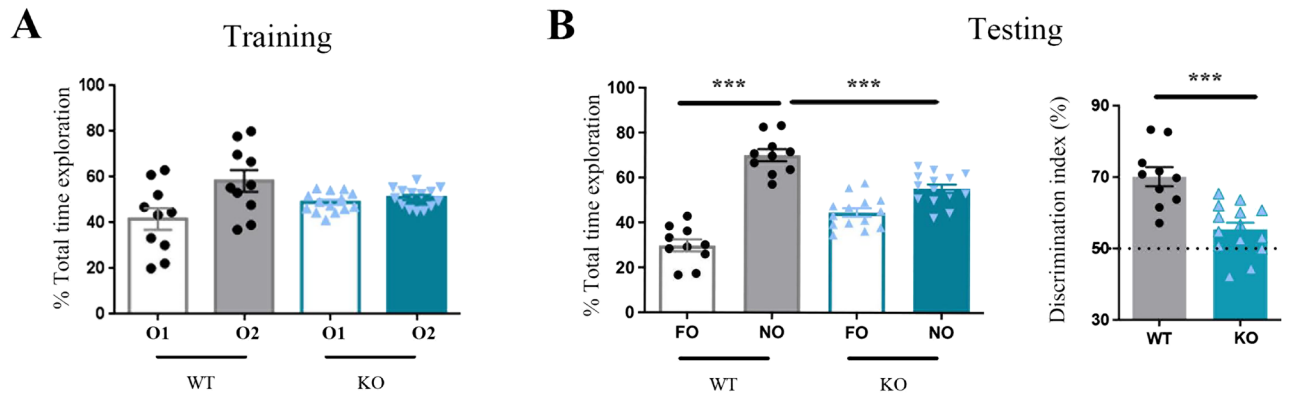 A
Training
% Total time exploration
100
80
60
40
20
0
O1
O2
O1
O2
WT
KO
B
Testing
% Total time exploration
100
80
60
40
20
0
***
***
FO
NO
FO
NO
WT
KO
Discrimination index (%)
90
70
50
30
***
WT
KO